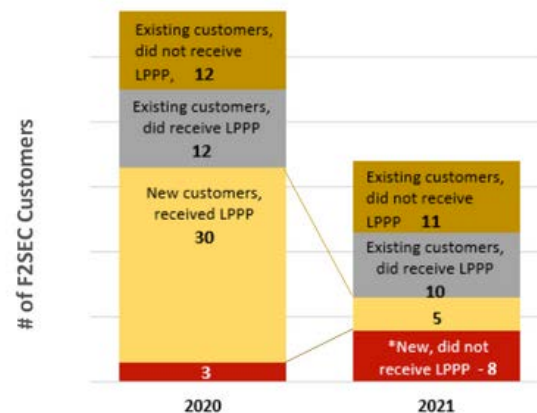 # of F2SEC Customers
Existing customers,
did not receive
LPPP, 12
Existing customers,
did receive LPPP
12
New customers,
received LPPP
30
3
2020
Existing customers,
did not receive
LPPP 11
Existing customers,
did receive LPPP
10
5
*New, did not
receive LPPP - 8
2021